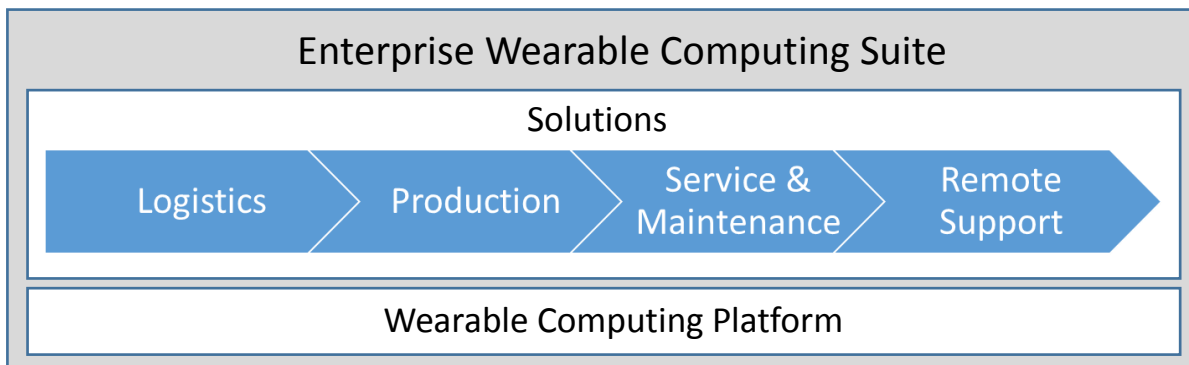 Enterprise Wearable Computing Suite
Solutions
Logistics
Production
Service &
Maintenance
Remote
Support
Wearable Computing Platform